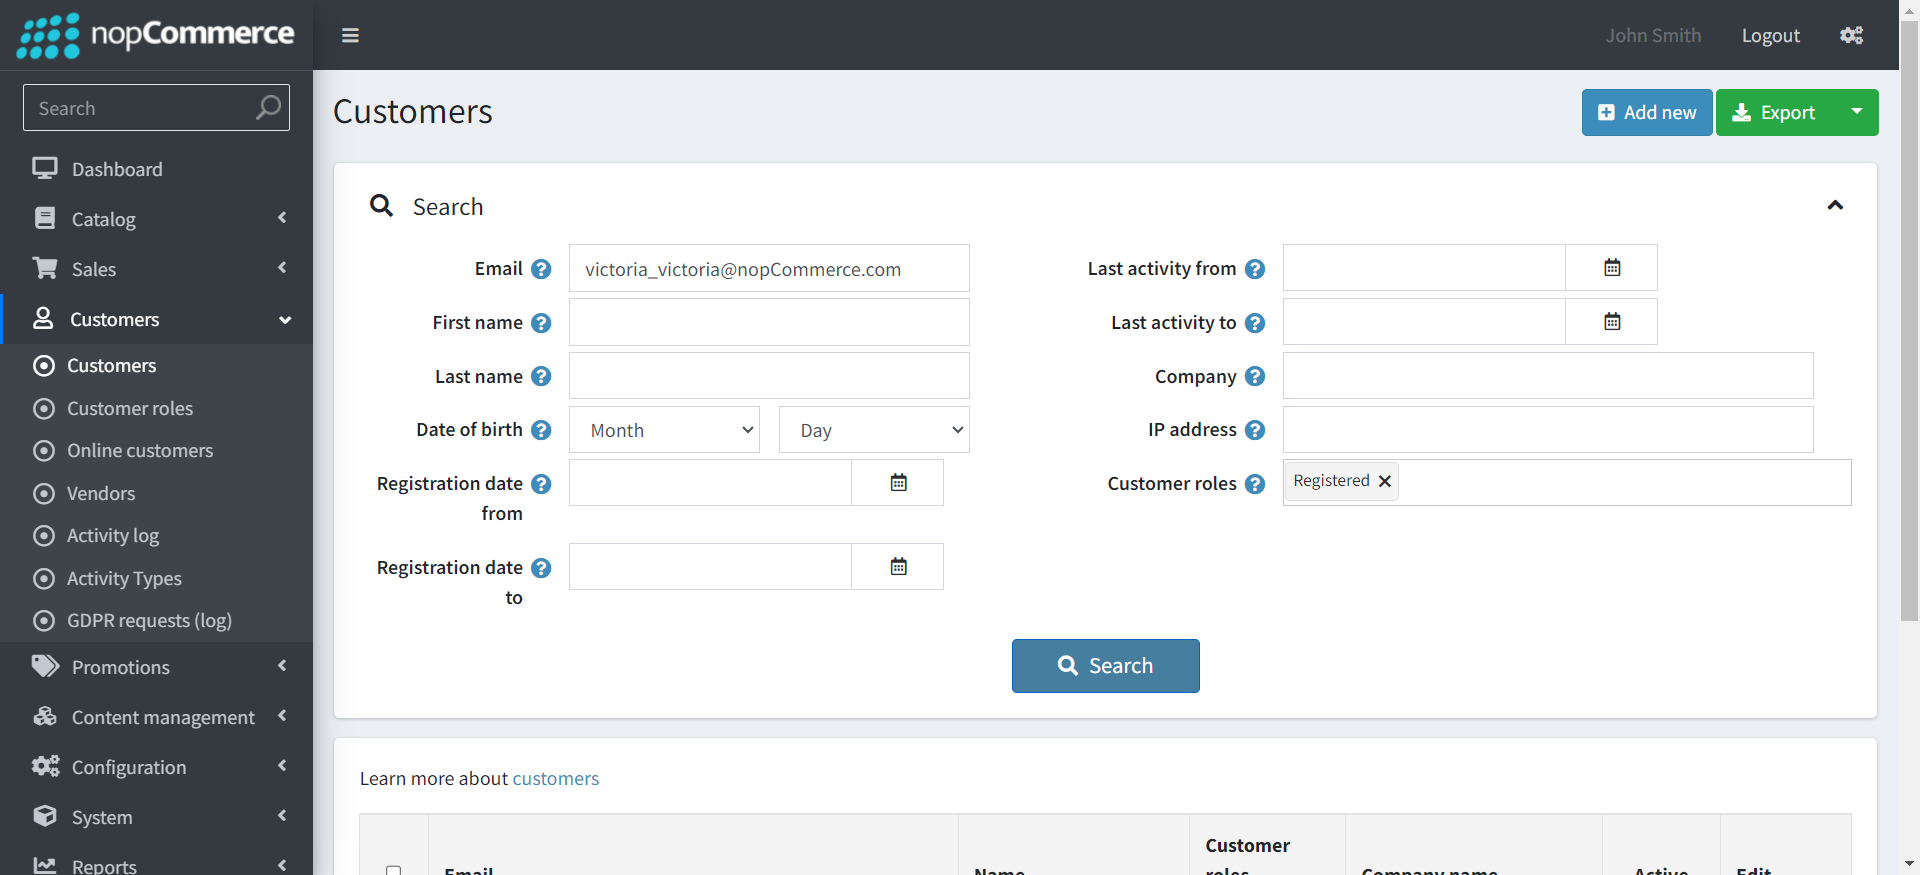 nopCommerce
John Smith
Logout
Search
Dashboard
Catalog
Sales
Customers
Customers
Customer roles
Online customers
Vendors
Activity log
Activity Types
GDPR requests (log)
Promotions
Content management
Configuration
System
Reports
Customers
Add new
Export
Search
Email
victoria_victoria@nopCommerce.com
First name
Last name
Date of birth
Month
Day
Registration date
from
Registration date
to
Last activity from
Last activity to
Company
IP address
Customer roles
Registered
Search
Learn more about customers
Email
Name
Customer
roles
Company name
Active
Edit